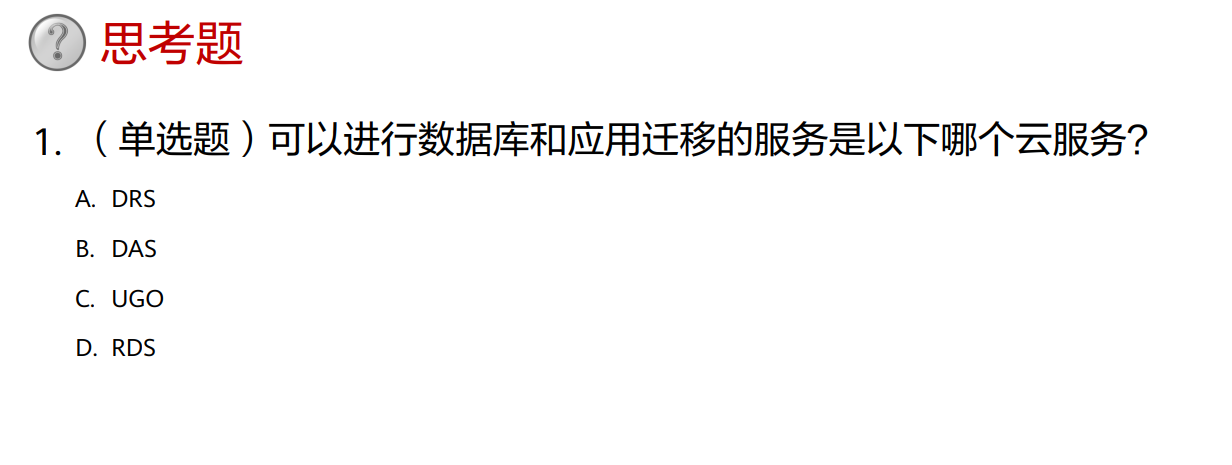 思考题
1. （单选题）可以进行数据库和应用迁移的服务是以下哪个云服务?
A. DRS
B. DAS
C. UGO
D. RDS